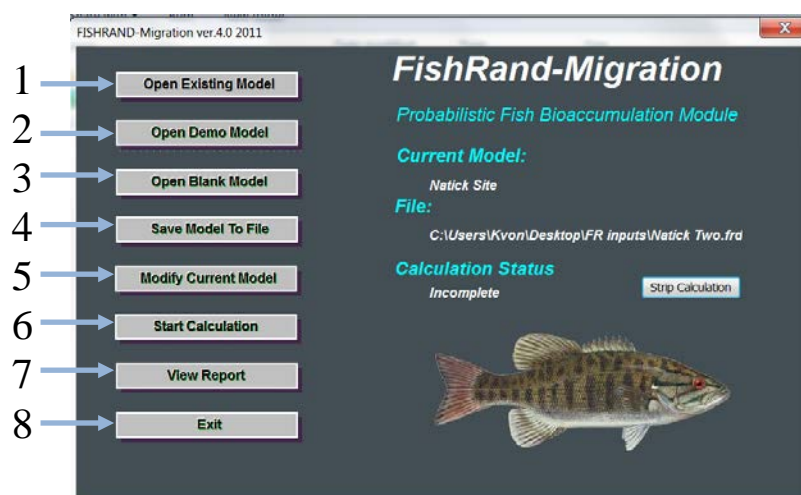 FISHRAND-Migration ver.4.0 2011
X
FishRand-Migration
Probabilistic Fish Bioaccumulation Module
1 Open Existing Model
2 Open Demo Model
3 Open Blank Model
4 Save Model To File
5 Modify Current Model
6 Start Calculation
7 View Report
8 Exit
Current Model:
Natick Site
File:
C:\Users\Kvon\Desktop\FR inputs\Natick Two.frd
Calculation Status
Incomplete
Strip Calculation